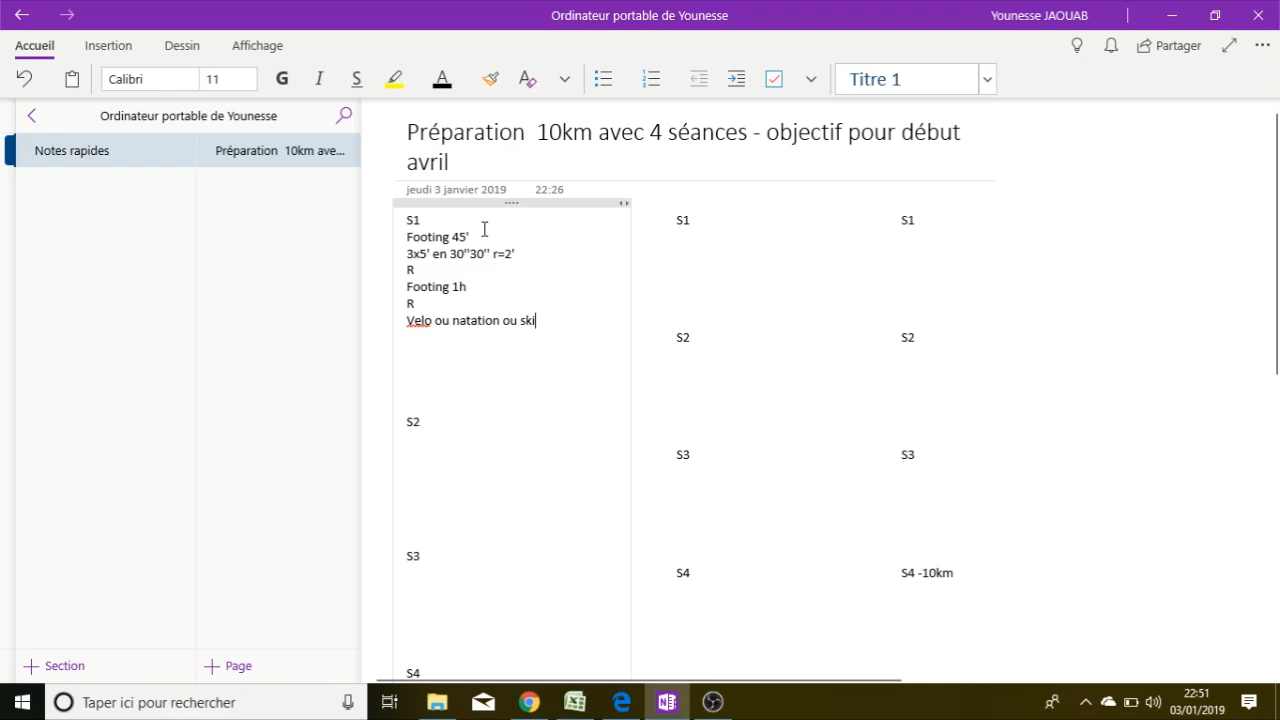 Ordinateur portable de Younesse
Younesse JAOUAB
Accueil
Insertion
Dessin
Affichage
Partager
Calibri
11
G
I
S
A
A
Titre 1
Ordinateur portable de Younesse
Notes rapides
Préparation 10km ave...
Préparation 10km avec 4 séances - objectif pour début
avril
jeudi 3 janvier 2019 22:26
S1
Footing 45'
3x5' en 30''30'' r=2'
R
Footing 1h
R
Velo ou natation ou ski
S2
S3
S4
S1
S2
S3
S4
S1
S2
S3
S4 -10km
Section
Page
Taper ici pour rechercher
22:51
03/01/2019